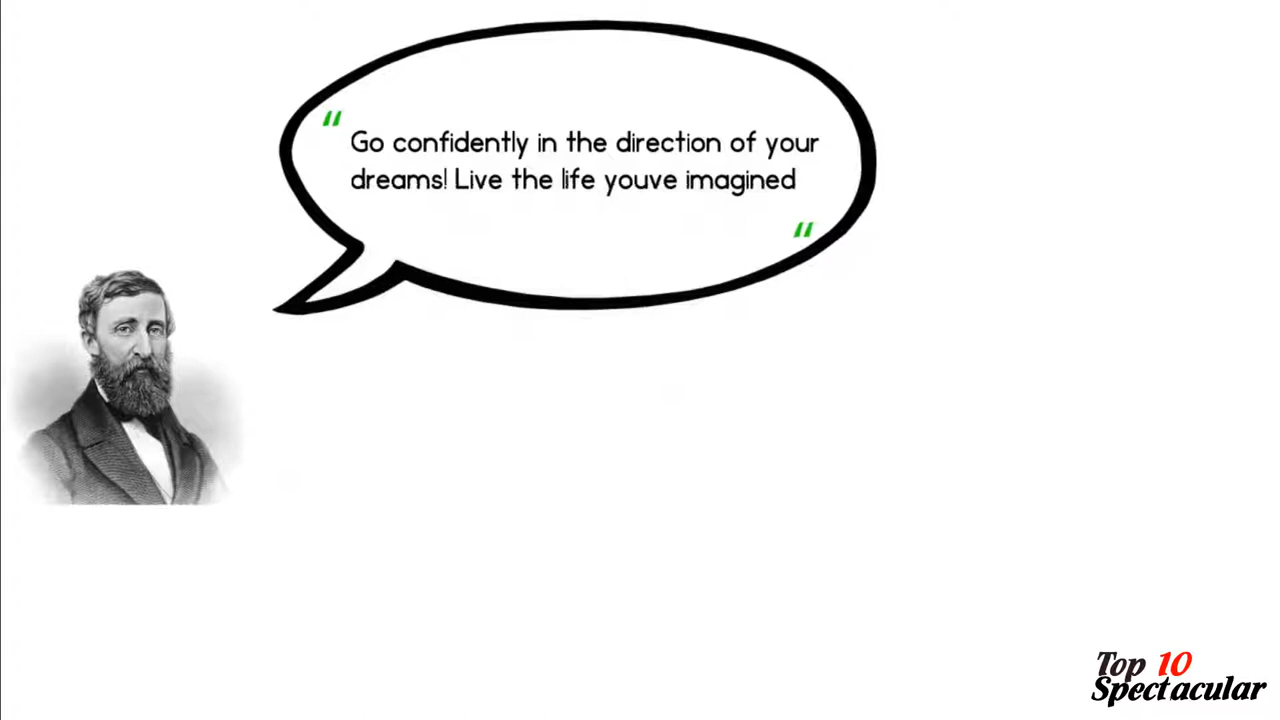 “
Go confidently in the direction of your
dreams! Live the life youve imagined
“
Top 10
Spectacular